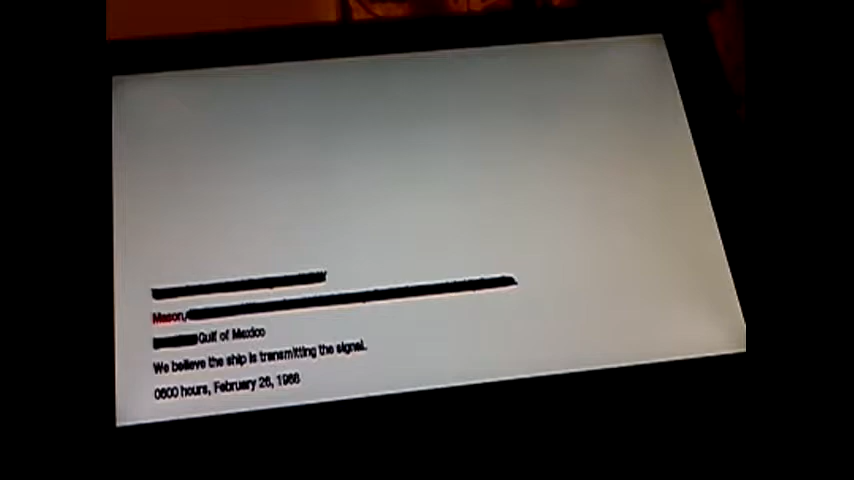 Mason,
Gulf of Mexico
We believe the ship is transmitting the signal.
0600 hours, February 26, 1968